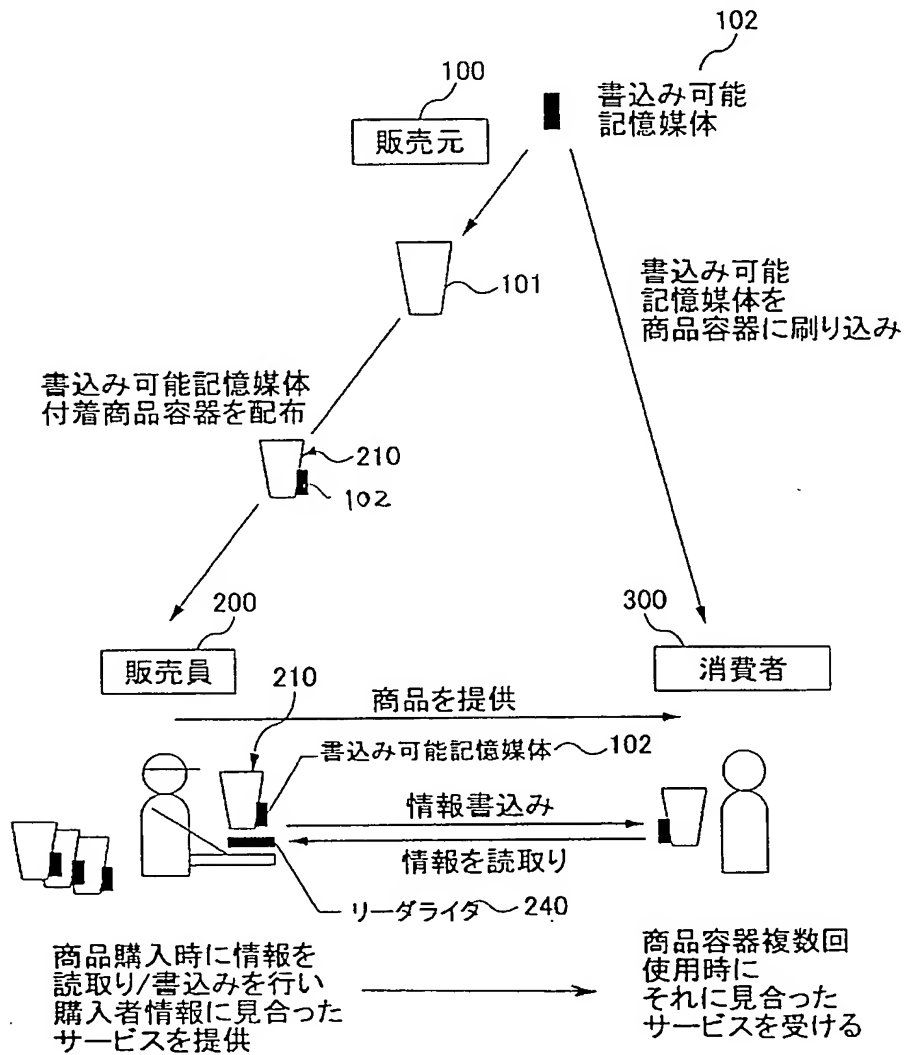 102
100
書込み可能
記憶媒体
販売元
101
書込み可能
記憶媒体を
商品容器に刷り込み
書込み可能記憶媒体
付着商品容器を配布
210
102
200
300
販売員
消費者
210
商品を提供
書込み可能記憶媒体
102
情報書込み
情報を読取り
リーダライタ
240
商品購入時に情報を
読取り/書込みを行い
購入者情報に見合った
サービスを提供
商品容器複数回
使用時に
それに見合った
サービスを受ける